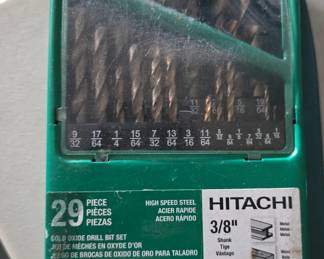 9/32 17/64 1/4 15/64 7/32 13/64 3/16 11/64
29 PIECE
PIÈCES
PIEZAS
HIGH SPEED STEEL
ACIER RAPIDE
ACERO RÁPIDO
GOLD OXIDE DRILL BIT SET
JEU DE MÈCHES EN OXYDE D'OR
JUEGO DE BROCAS DE OXIDO DE ORO PARA TALADRO
HITACHI
3/8"
Shank
Tige
Vástago
Metal